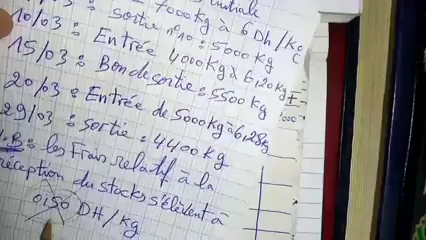 initiale
: 7000 Kg à 6 Dh/Kg
10/03 : Sortie n°10 : 5000 Kg
15/03 : Entrée 4000 Kg à 6,20 Kg
20/03 : Bon de sortie : 5500 Kg
: Entrée de 5000 Kg à 6,25 Kg
29/03 : Sortie : 4400 Kg
N.B : les Frais relatif à la
réception du stocks s'élèvent à
0,50 DH/Kg